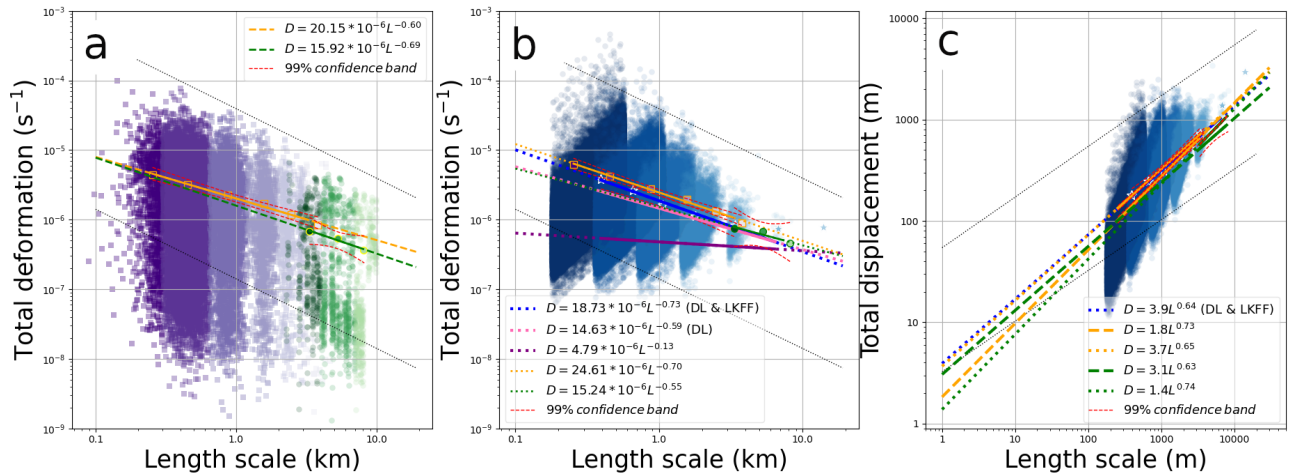 a
D = 20.15 * 10⁻⁶L⁻⁰·⁶⁰
D = 15.92 * 10⁻⁶L⁻⁰·⁶⁹
99% confidence band
Total deformation (s⁻¹)
10⁻³
10⁻⁴
10⁻⁵
10⁻⁶
10⁻⁷
10⁻⁸
10⁻⁹
0.1
1.0
10.0
Length scale (km)
b
Total deformation (s⁻¹)
10⁻³
10⁻⁴
10⁻⁵
10⁻⁶
10⁻⁷
10⁻⁸
10⁻⁹
D = 18.73 * 10⁻⁶L⁻⁰·⁷³ (DL & LKFF)
D = 14.63 * 10⁻⁶L⁻⁰·⁵⁹ (DL)
D = 4.79 * 10⁻⁶L⁻⁰·¹³
D = 24.61 * 10⁻⁶L⁻⁰·⁷⁰
D = 15.24 * 10⁻⁶L⁻⁰·⁵⁵
99% confidence band
0.1
1.0
10.0
Length scale (km)
c
Total displacement (m)
10000
1000
100
10
1
D = 3.9L⁰·⁶⁴ (DL & LKFF)
D = 1.8L⁰·⁷³
D = 3.7L⁰·⁶⁵
D = 3.1L⁰·⁶³
D = 1.4L⁰·⁷⁴
99% confidence band
1
10
100
1000
10000
Length scale (m)